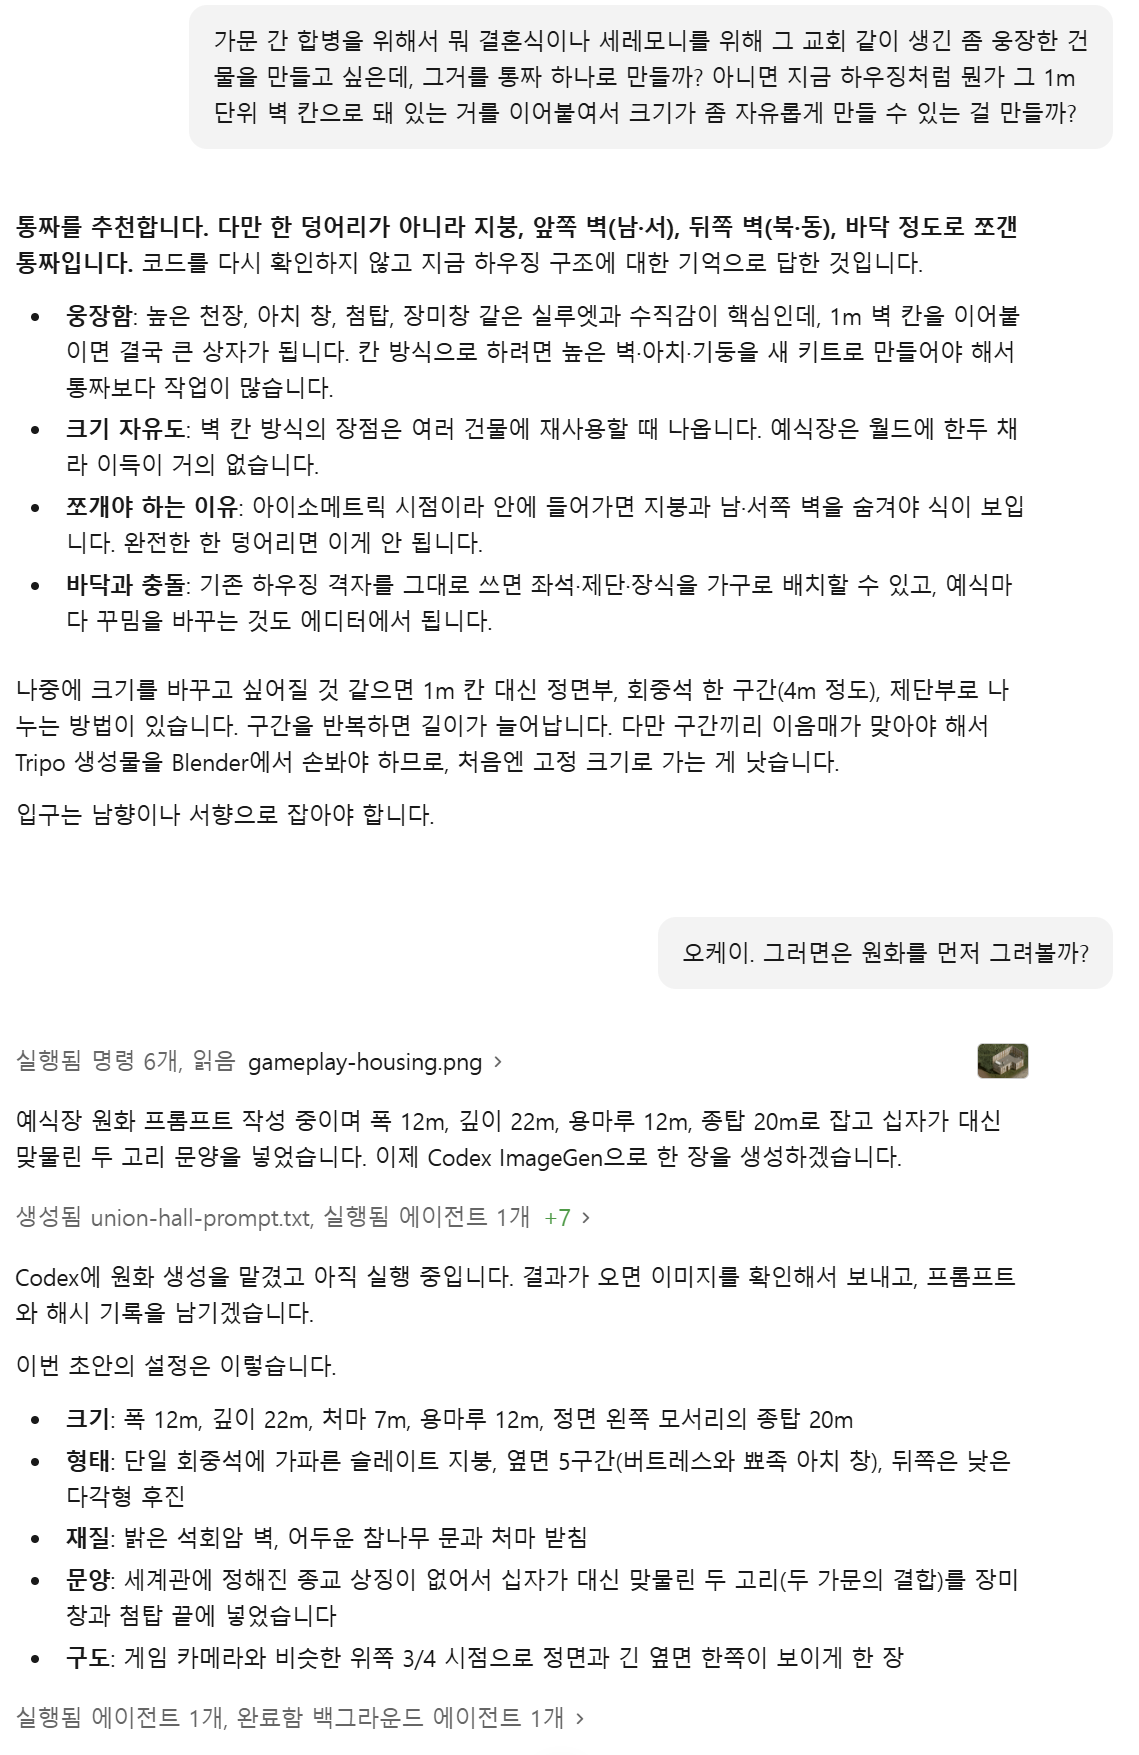 가문 간 합병을 위해서 뭐 결혼식이나 세레모니를 위해 그 교회 같이 생긴 좀 웅장한 건
물을 만들고 싶은데, 그거를 통짜 하나로 만들까? 아니면 지금 하우징처럼 뭔가 그 1m
단위 벽 칸으로 돼 있는 거를 이어붙여서 크기가 좀 자유롭게 만들 수 있는 걸 만들까?
통짜를 추천합니다. 다만 한 덩어리가 아니라 지붕, 앞쪽 벽(남·서), 뒤쪽 벽(북·동), 바닥 정도로 쪼갠
통짜입니다. 코드를 다시 확인하지 않고 지금 하우징 구조에 대한 기억으로 답한 것입니다.
• 웅장함: 높은 천장, 아치 창, 첨탑, 장미창 같은 실루엣과 수직감이 핵심인데, 1m 벽 칸을 이어붙
이면 결국 큰 상자가 됩니다. 칸 방식으로 하려면 높은 벽·아치·기둥을 새 키트로 만들어야 해서
통짜보다 작업이 많습니다.
• 크기 자유도: 벽 칸 방식의 장점은 여러 건물에 재사용할 때 나옵니다. 예식장은 월드에 한두 채
라 이득이 거의 없습니다.
• 쪼개야 하는 이유: 아이소메트릭 시점이라 안에 들어가면 지붕과 남·서쪽 벽을 숨겨야 식이 보입
니다. 완전한 한 덩어리면 이게 안 됩니다.
• 바닥과 충돌: 기존 하우징 격자를 그대로 쓰면 좌석·제단·장식을 가구로 배치할 수 있고, 예식마
다 꾸밈을 바꾸는 것도 에디터에서 됩니다.
나중에 크기를 바꾸고 싶어질 것 같으면 1m 칸 대신 정면부, 회중석 한 구간(4m 정도), 제단부로 나
누는 방법이 있습니다. 구간을 반복하면 길이가 늘어납니다. 다만 구간끼리 이음매가 맞아야 해서
Tripo 생성물을 Blender에서 손봐야 하므로, 처음엔 고정 크기로 가는 게 낫습니다.
입구는 남향이나 서향으로 잡아야 합니다.
오케이. 그러면은 원화를 먼저 그려볼까?
실행됨 명령 6개, 읽음 gameplay-housing.png >
예식장 원화 프롬프트 작성 중이며 폭 12m, 깊이 22m, 용마루 12m, 종탑 20m로 잡고 십자가 대신
맞물린 두 고리 문양을 넣었습니다. 이제 Codex ImageGen으로 한 장을 생성하겠습니다.
생성됨 union-hall-prompt.txt, 실행됨 에이전트 1개 +7 >
Codex에 원화 생성을 맡겼고 아직 실행 중입니다. 결과가 오면 이미지를 확인해서 보내고, 프롬프트
와 해시 기록을 남기겠습니다.
이번 초안의 설정은 이렇습니다.
• 크기: 폭 12m, 깊이 22m, 처마 7m, 용마루 12m, 정면 왼쪽 모서리의 종탑 20m
• 형태: 단일 회중석에 가파른 슬레이트 지붕, 옆면 5구간(버트레스와 뾰족 아치 창), 뒤쪽은 낮은
다각형 후진
• 재질: 밝은 석회암 벽, 어두운 참나무 문과 처마 받침
• 문양: 세계관에 정해진 종교 상징이 없어서 십자가 대신 맞물린 두 고리(두 가문의 결합)를 장미
창과 첨탑 끝에 넣었습니다
• 구도: 게임 카메라와 비슷한 위쪽 3/4 시점으로 정면과 긴 옆면 한쪽이 보이게 한 장
실행됨 에이전트 1개, 완료함 백그라운드 에이전트 1개 >